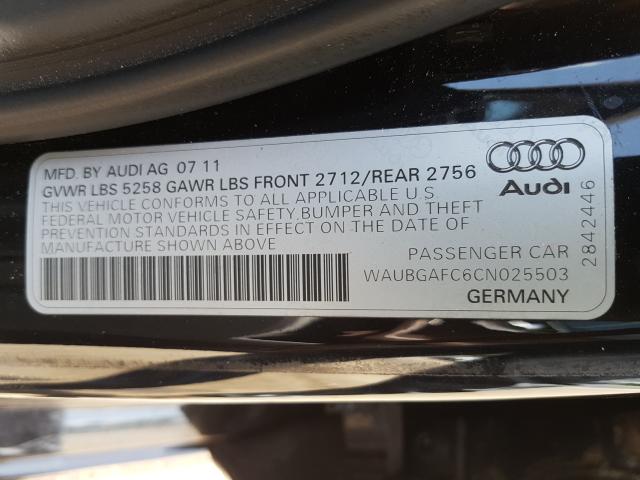 MFD. BY AUDI AG 07 11
GVWR LBS 5258 GAWR LBS FRONT 2712/REAR 2756
THIS VEHICLE CONFORMS TO ALL APPLICABLE U.S.
FEDERAL MOTOR VEHICLE SAFETY,BUMPER AND THEFT
PREVENTION STANDARDS IN EFFECT ON THE DATE OF
MANUFACTURE SHOWN ABOVE
Audi
PASSENGER CAR
WAUBGAFC6CN025503
GERMANY
2842446